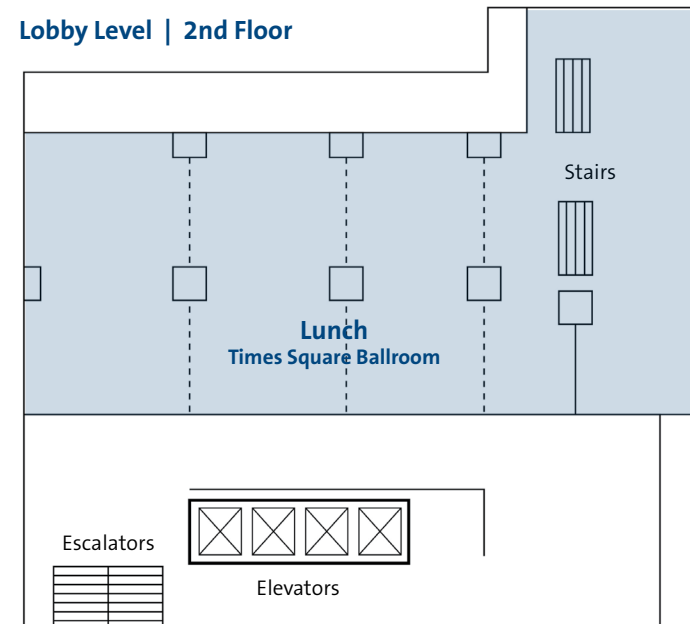 Lobby Level | 2nd Floor
Stairs
Lunch
Times Square Ballroom
Escalators
Elevators